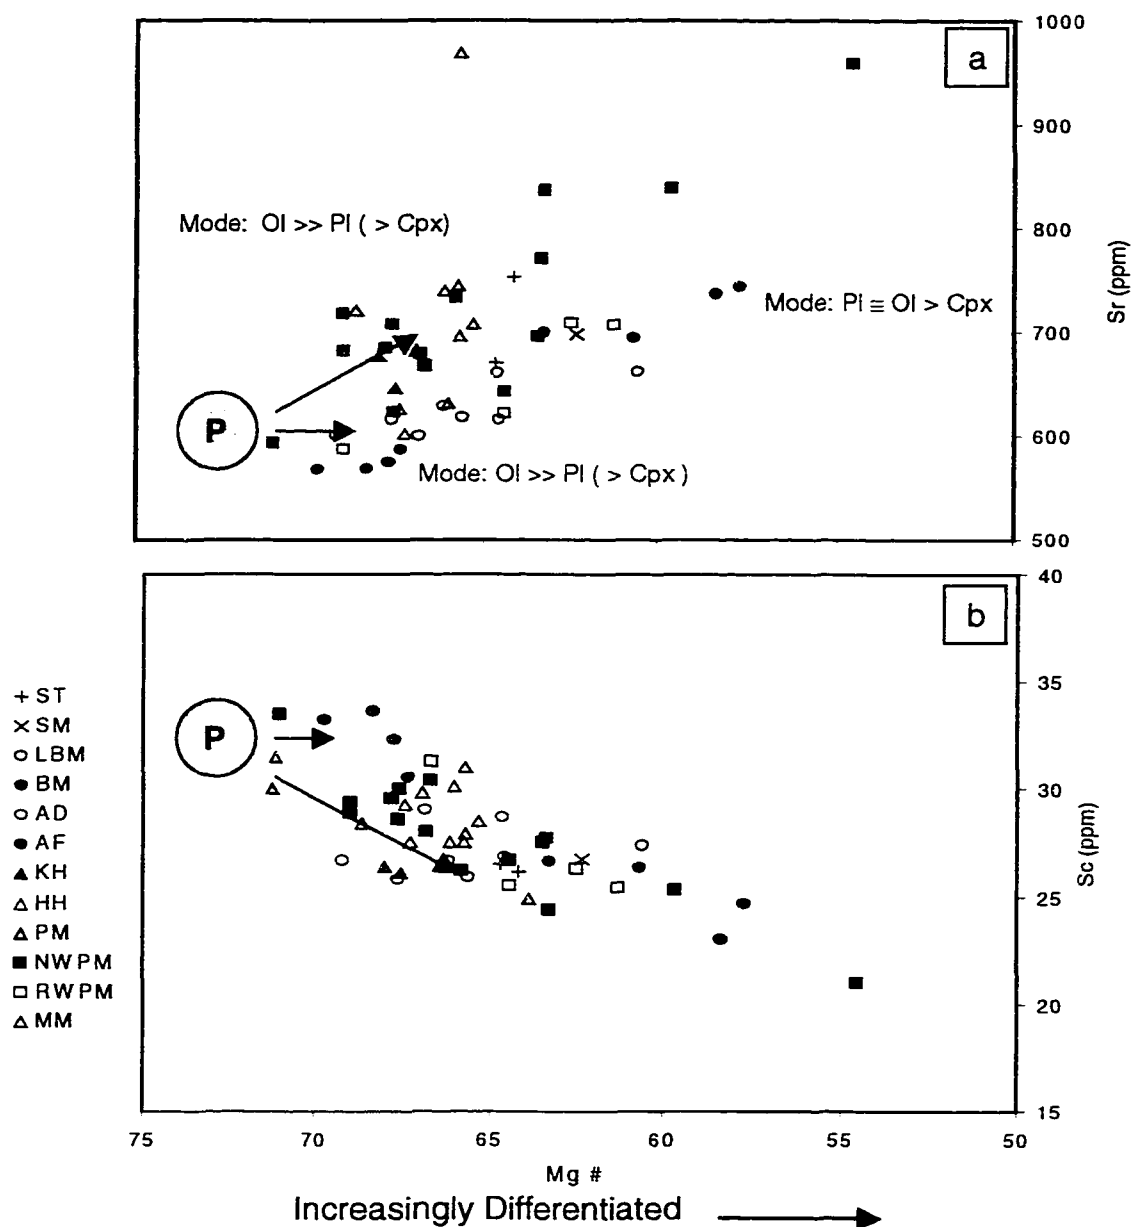 a
1000
900
800
700
600
500
Sr (ppm)
Mode: Ol >> Pl ( > Cpx)
Mode: Pl ≅ Ol > Cpx
P
Mode: Ol >> Pl ( > Cpx )
b
40
35
30
25
20
15
Sc (ppm)
P
ST
SM
LBM
BM
AD
AF
KH
HH
PM
NWPM
RWPM
MM
75 70 65 60 55 50
Mg #
Increasingly Differentiated